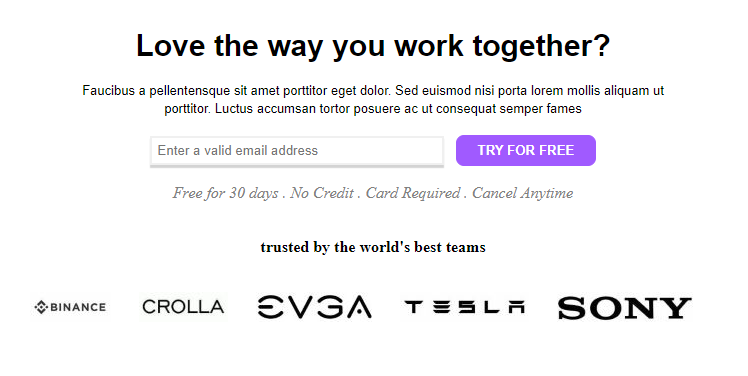 Love the way you work together?
Faucibus a pellentensque sit amet porttitor eget dolor. Sed euismod nisi porta lorem mollis aliquam ut
porttitor. Luctus accumsan tortor posuere ac ut consequat semper fames
Enter a valid email address TRY FOR FREE
Free for 30 days . No Credit . Card Required . Cancel Anytime
trusted by the world's best teams
BINANCE CROLLA EVGA TESLA SONY